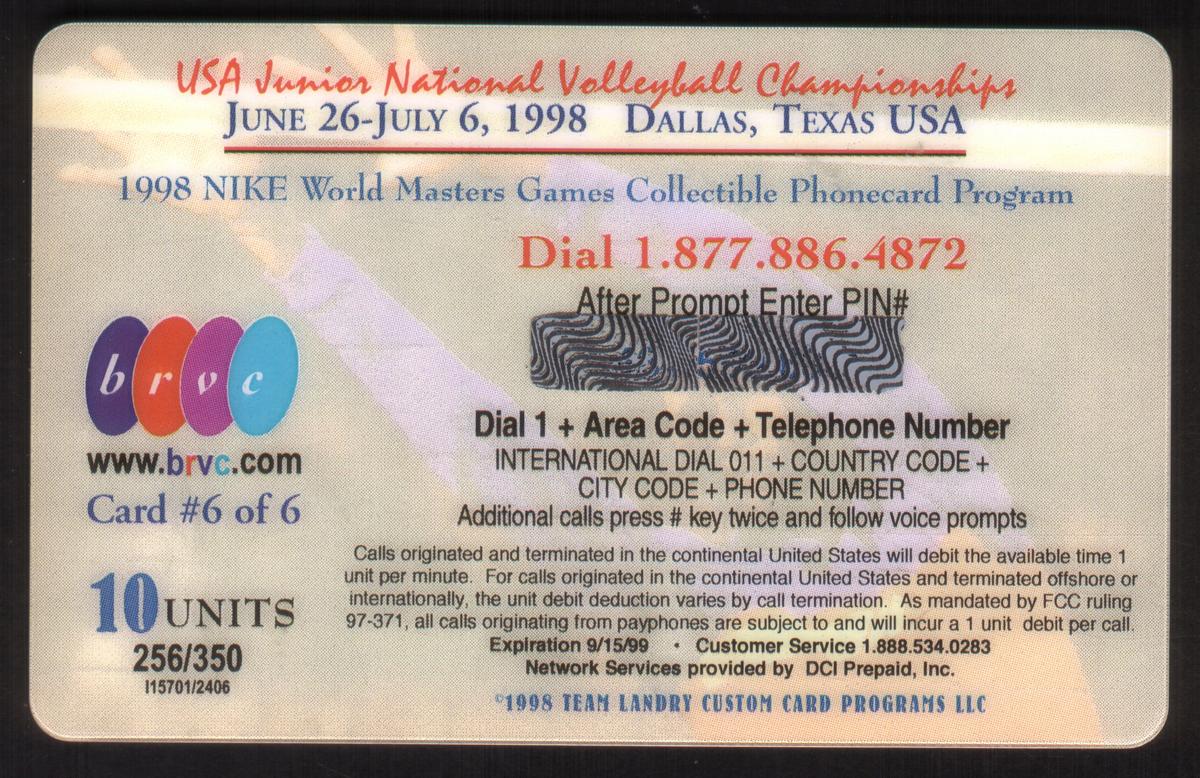 USA Junior National Volleyball Championships
JUNE 26-JULY 6, 1998 DALLAS, TEXAS USA
1998 NIKE World Masters Games Collectible Phonecard Program
Dial 1.877.886.4872
After Prompt Enter PIN#
b r v c
www.brvc.com
Card #6 of 6
10 UNITS
256/350
I15701/2406
Dial 1 + Area Code + Telephone Number
INTERNATIONAL DIAL 011 + COUNTRY CODE +
CITY CODE + PHONE NUMBER
Additional calls press # key twice and follow voice prompts
Calls originated and terminated in the continental United States will debit the available time 1
unit per minute. For calls originated in the continental United States and terminated offshore or
internationally, the unit debit deduction varies by call termination. As mandated by FCC ruling
97-371, all calls originating from payphones are subject to and will incur a 1 unit debit per call.
Expiration 9/15/99 • Customer Service 1.888.534.0283
Network Services provided by DCI Prepaid, Inc.
©1998 TEAM LANDRY CUSTOM CARD PROGRAMS LLC